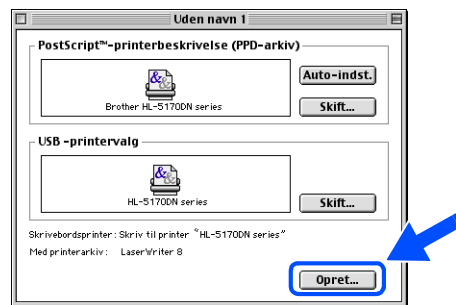 Uden navn 1
PostScript™-printerbeskrivelse (PPD-arkiv)
Auto-indst.
Brother HL-5170DN series
Skift...
USB -printervalg
HL-5170DN series
Skift...
Skrivebordsprinter: Skriv til printer “HL-5170DN series”
Med printerarkiv: LaserWriter 8
Opret...